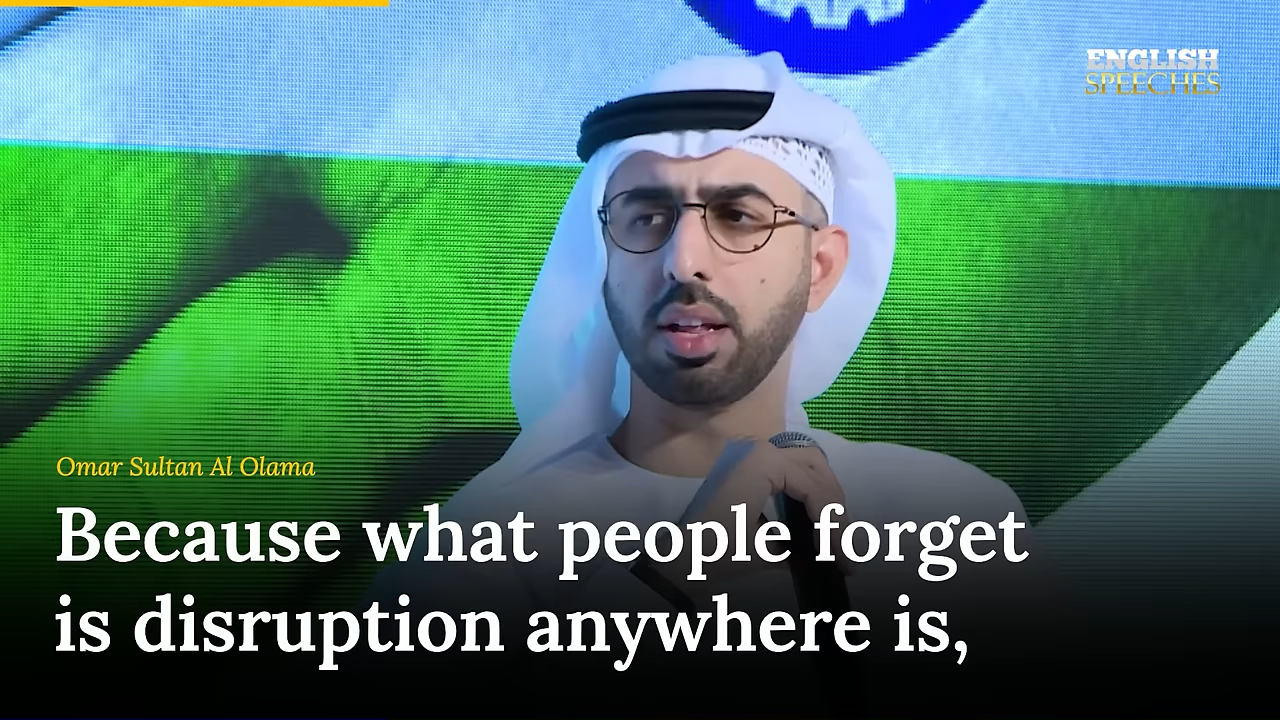 ENGLISH
SPEECHES
Omar Sultan Al Olama
Because what people forget
is disruption anywhere is,